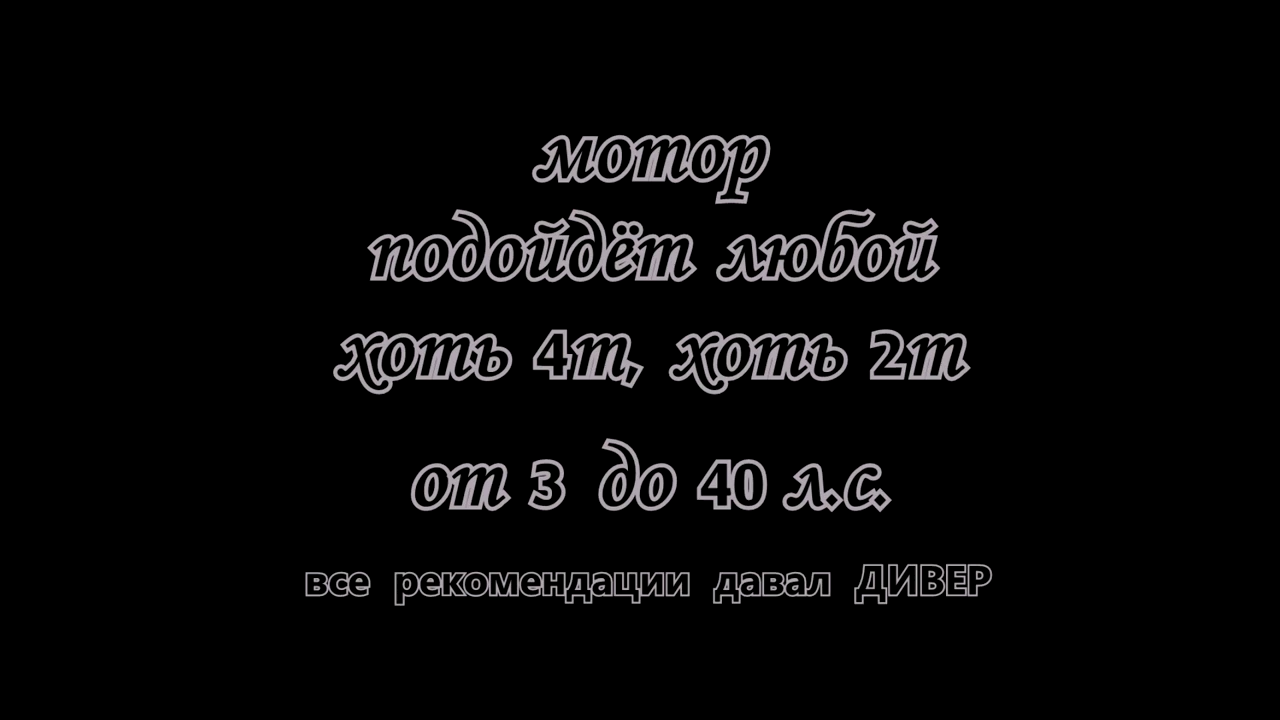 мотор
подойдёт любой
хоть 4т, хоть 2т
от 3 до 40 л.с.
все рекомендации давал ДИВЕР